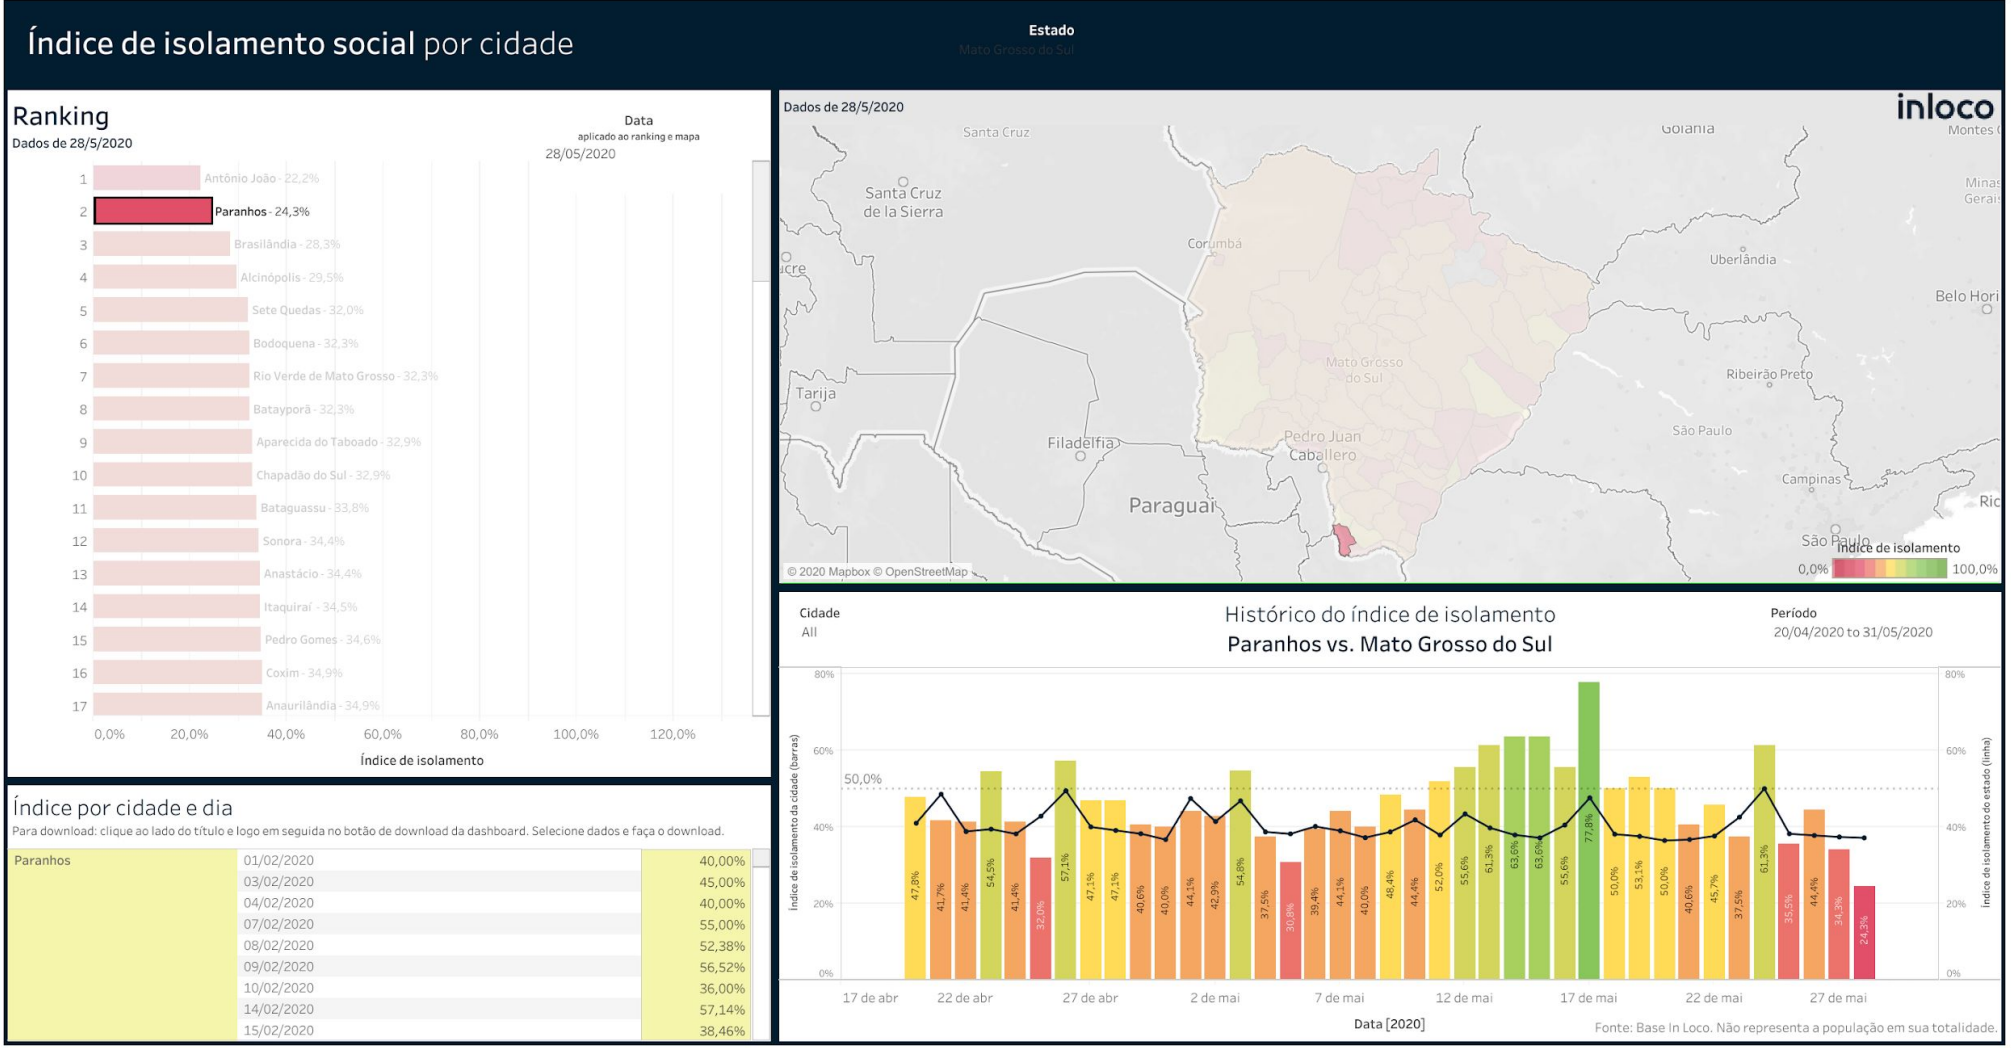 Índice de isolamento social por cidade
Estado
Mato Grosso do Sul
Ranking
Dados de 28/5/2020
Data
aplicado ao ranking e mapa
28/05/2020
1 Antônio João - 22,2%
2 Paranhos - 24,3%
3 Brasilândia - 28,3%
4 Alcinópolis - 29,5%
5 Sete Quedas - 32,0%
6 Bodoquena - 32,3%
7 Rio Verde de Mato Grosso - 32,3%
8 Batayporã - 32,3%
9 Aparecida do Taboado - 32,9%
10 Chapadão do Sul - 32,9%
11 Bataguassu - 33,8%
12 Sonora - 34,4%
13 Anastácio - 34,4%
14 Itaquiraí - 34,5%
15 Pedro Gomes - 34,6%
16 Coxim - 34,9%
17 Anaurilândia - 34,9%
0,0% 20,0% 40,0% 60,0% 80,0% 100,0% 120,0%
Índice de isolamento
Índice por cidade e dia
Para download: clique ao lado do título e logo em seguida no botão de download da dashboard. Selecione dados e faça o download.
Paranhos 01/02/2020 40,00%
03/02/2020 45,00%
04/02/2020 40,00%
07/02/2020 55,00%
08/02/2020 52,38%
09/02/2020 56,52%
10/02/2020 36,00%
14/02/2020 57,14%
15/02/2020 38,46%
Dados de 28/5/2020
inloco
Santa Cruz
Goiânia
Montes
Santa Cruz
de la Sierra
Minas
Gerais
Corumbá
Uberlândia
ucre
Belo Hori
Mato Grosso
do Sul
Ribeirão Preto
Tarija
São Paulo
Filadélfia
Pedro Juan
Caballero
Campinas
Paraguai
Ric
São Paulo
Índice de isolamento
0,0% 100,0%
© 2020 Mapbox © OpenStreetMap
Cidade
All
Histórico do índice de isolamento
Paranhos vs. Mato Grosso do Sul
Período
20/04/2020 to 31/05/2020
Índice de isolamento da cidade (barras)
80%
60%
50,0%
40%
20%
0%
47,8%
41,7%
41,4%
54,5%
41,4%
32,0%
57,1%
47,1%
47,1%
40,6%
40,0%
44,1%
42,9%
54,8%
37,5%
30,8%
39,4%
44,1%
40,0%
48,4%
44,4%
52,0%
55,6%
61,3%
63,6%
63,6%
55,6%
77,8%
50,0%
53,1%
50,0%
40,6%
45,7%
37,5%
61,3%
35,5%
44,4%
34,3%
24,3%
80%
60%
40%
20%
0%
Índice de isolamento do estado (linha)
17 de abr 22 de abr 27 de abr 2 de mai 7 de mai 12 de mai 17 de mai 22 de mai 27 de mai
Data [2020]
Fonte: Base In Loco. Não representa a população em sua totalidade.